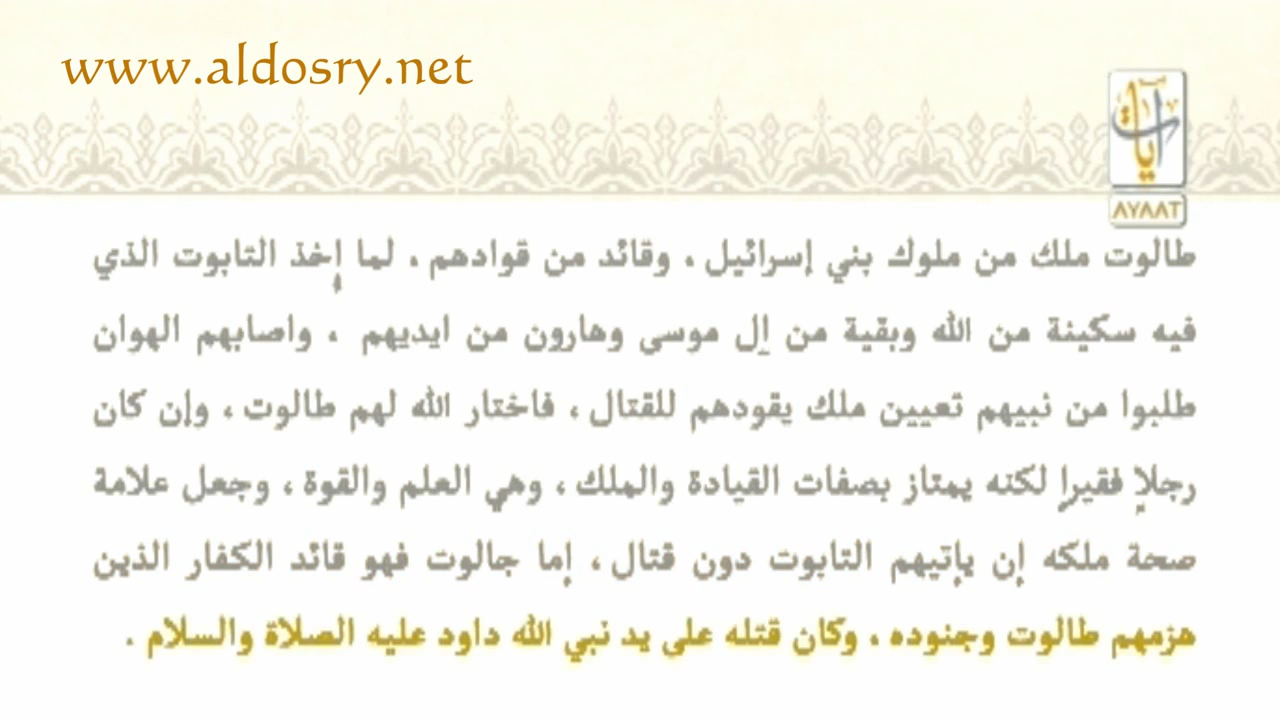 www.aldosry.net
آيات
AYAAT
طالوت ملك من ملوك بني إسرائيل ، وقائد من قوادهم ، لما إخذ التابوت الذي
فيه سكينة من الله وبقية من إل موسى وهارون من ايديهم ، واصابهم الهوان
طلبوا من نبيهم تعيين ملك يقودهم للقتال ، فاختار الله لهم طالوت ، وإن كان
رجلإ فقيرإ لكنه يمتاز بصفات القيادة والملك ، وهي العلم والقوة ، وجعل علامة
صحة ملكه إن يإتيهم التابوت دون قتال ، إما جالوت فهو قائد الكفار الذين
هزمهم طالوت وجنوده ، وكان قتله على يد نبي الله داود عليه الصلاة والسلام .